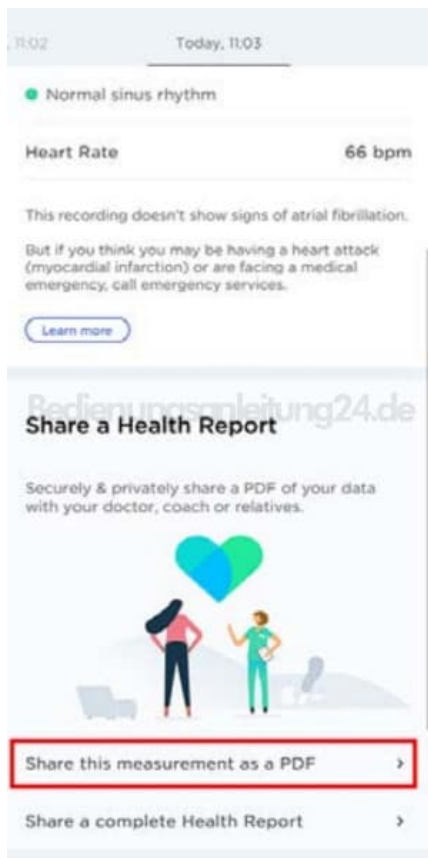 , 11:02 Today, 11:03
Normal sinus rhythm
Heart Rate 66 bpm
This recording doesn't show signs of atrial fibrillation.
But if you think you may be having a heart attack
(myocardial infarction) or are facing a medical
emergency, call emergency services.
Learn more
Bedienungsanleitung24.de
Share a Health Report
Securely & privately share a PDF of your data
with your doctor, coach or relatives.
Share this measurement as a PDF >
Share a complete Health Report >